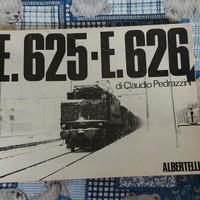 E.625-E.626
di Claudio Pedrazzini
ALBERTELLI